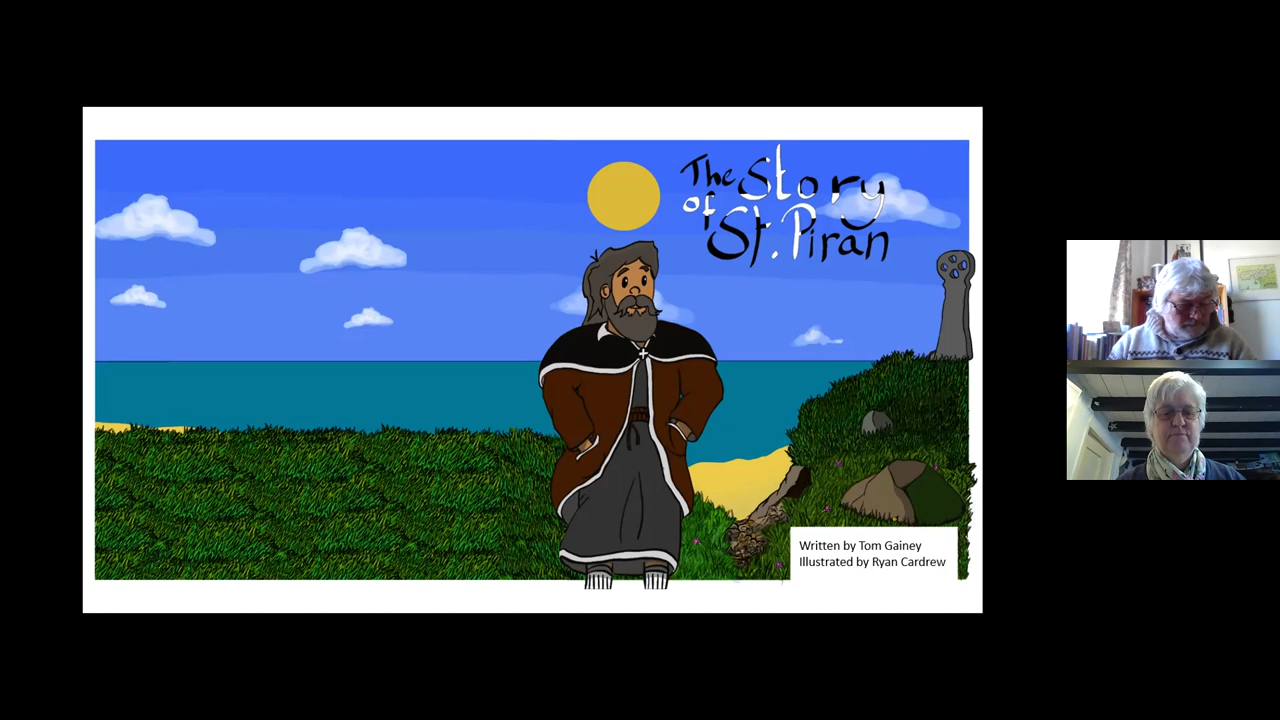 The Story
of St. Piran
Written by Tom Gainey
Illustrated by Ryan Cardrew